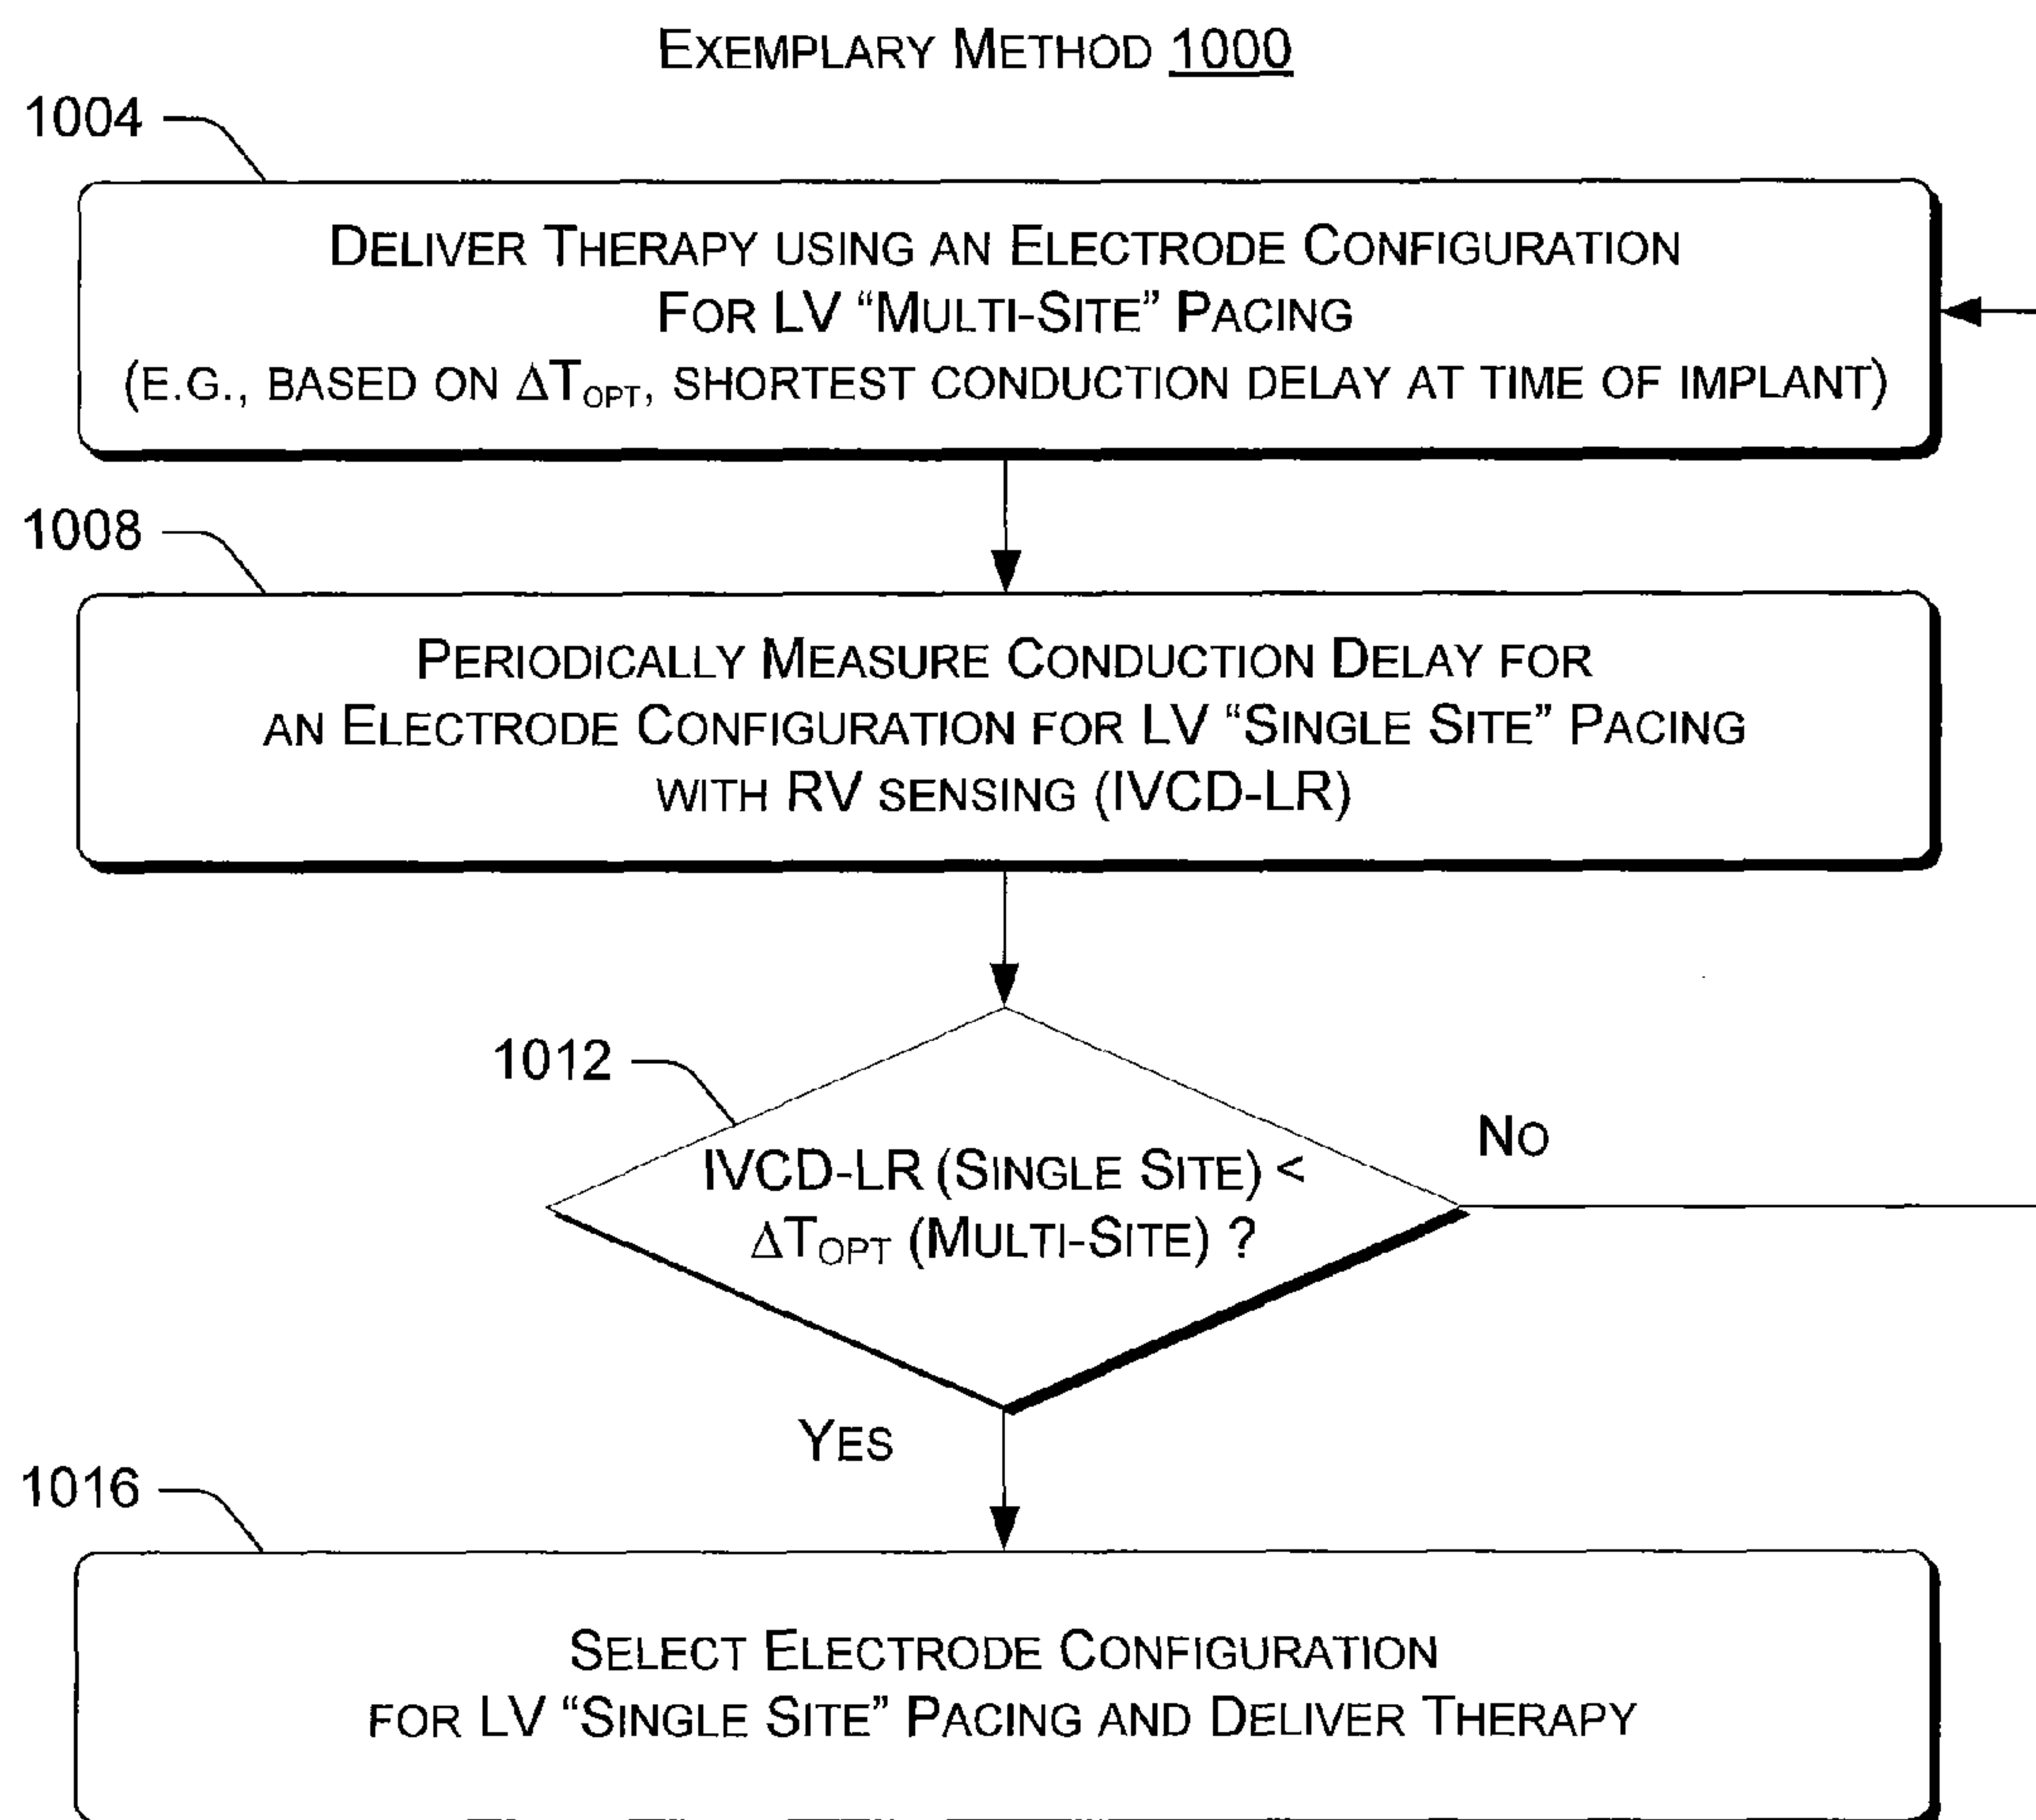 EXEMPLARY METHOD 1000
1004
DELIVER THERAPY USING AN ELECTRODE CONFIGURATION
FOR LV “MULTI-SITE” PACING
(E.G., BASED ON ΔTOPT, SHORTEST CONDUCTION DELAY AT TIME OF IMPLANT)
1008
PERIODICALLY MEASURE CONDUCTION DELAY FOR
AN ELECTRODE CONFIGURATION FOR LV “SINGLE SITE” PACING
WITH RV SENSING (IVCD-LR)
1012
IVCD-LR (SINGLE SITE) <
ΔTOPT (MULTI-SITE) ?
NO
YES
1016
SELECT ELECTRODE CONFIGURATION
FOR LV “SINGLE SITE” PACING AND DELIVER THERAPY